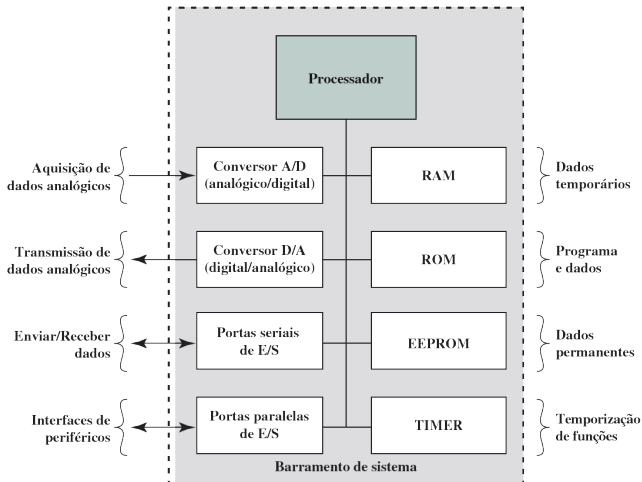 Processador
Aquisição de
dados analógicos
Conversor A/D
(analógico/digital)
RAM
Dados
temporários
Transmissão de
dados analógicos
Conversor D/A
(digital/analógico)
ROM
Programa
e dados
Enviar/Receber
dados
Portas seriais
de E/S
EEPROM
Dados
permanentes
Interfaces de
periféricos
Portas paralelas
de E/S
TIMER
Temporização
de funções
Barramento de sistema